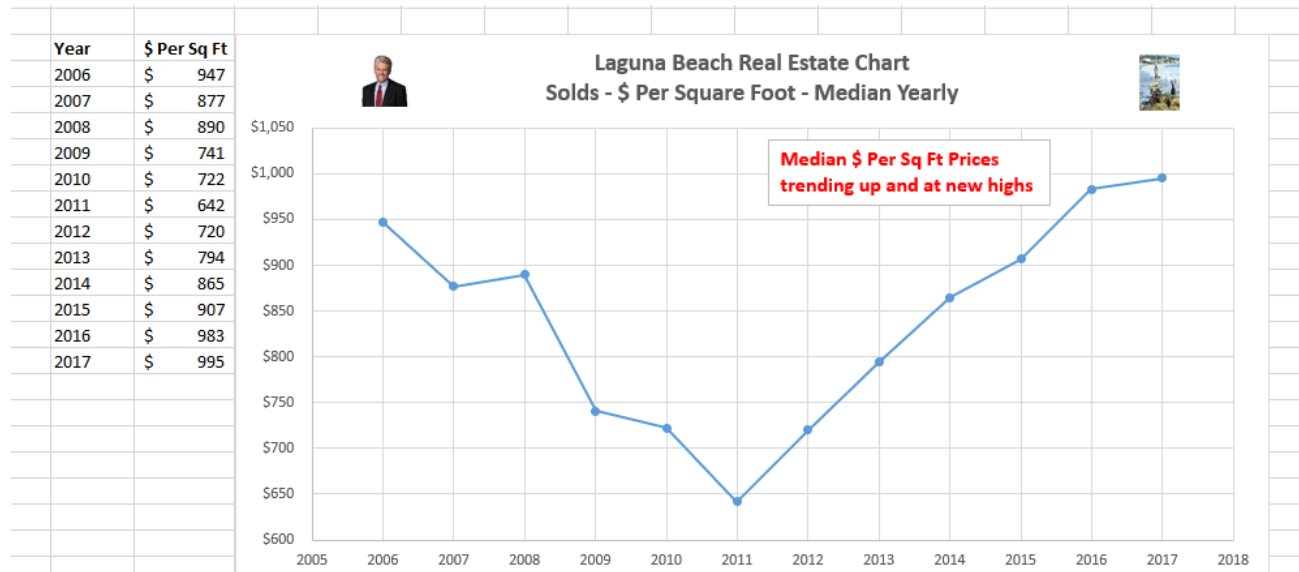 Year $ Per Sq Ft
2006 $ 947
2007 $ 877
2008 $ 890
2009 $ 741
2010 $ 722
2011 $ 642
2012 $ 720
2013 $ 794
2014 $ 865
2015 $ 907
2016 $ 983
2017 $ 995
Laguna Beach Real Estate Chart
Solds - $ Per Square Foot - Median Yearly
Median $ Per Sq Ft Prices
trending up and at new highs
$1,050
$1,000
$950
$900
$850
$800
$750
$700
$650
$600
2005 2006 2007 2008 2009 2010 2011 2012 2013 2014 2015 2016 2017 2018